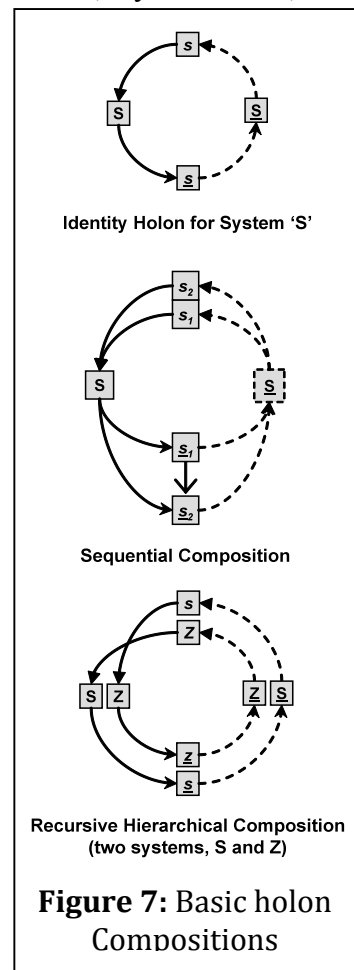 s
S S
s
Identity Holon for System ‘S’
s2
s1
S S
s1
s2
Sequential Composition
s
Z
S Z Z S
z
s
Recursive Hierarchical Composition
(two systems, S and Z)
Figure 7: Basic holon
Compositions